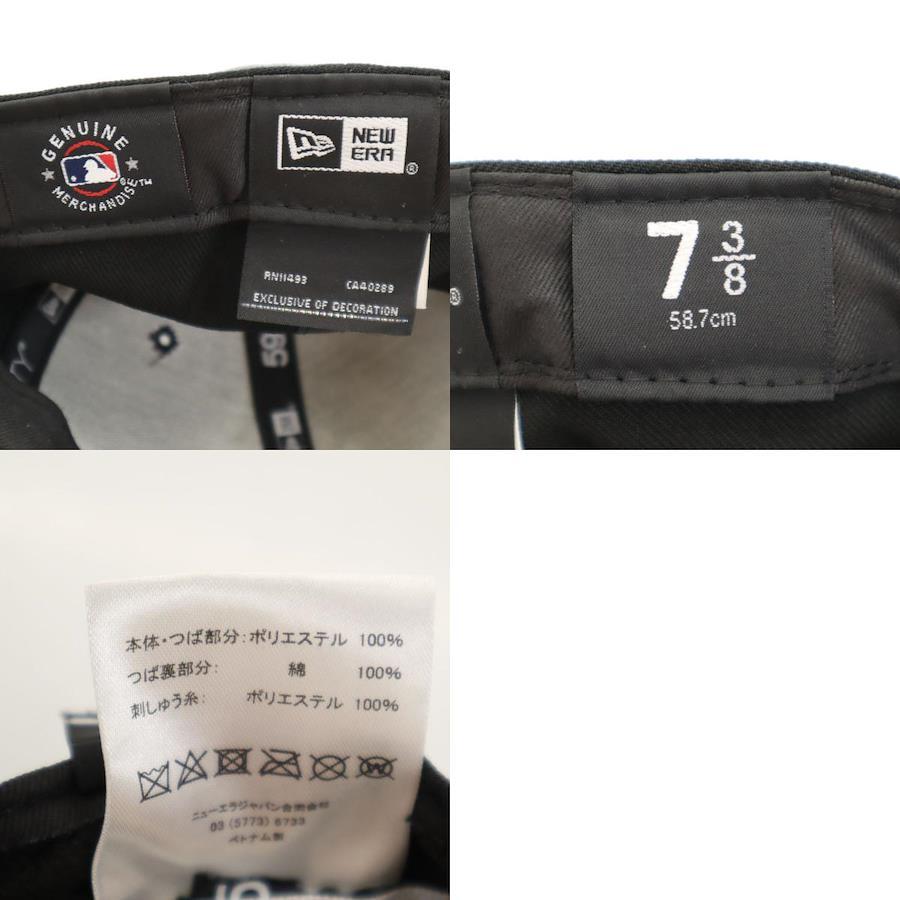 GENUINE
MERCHANDISE™
NEW
ERA®
RN11493 CA40289
EXCLUSIVE OF DECORATION
59
7 3/8
58.7cm
本体・つば部分：ポリエステル 100%
つば裏部分： 綿 100%
刺しゅう糸： ポリエステル 100%
ニューエラジャパン合同会社
03 (5773) 6733
ベトナム製